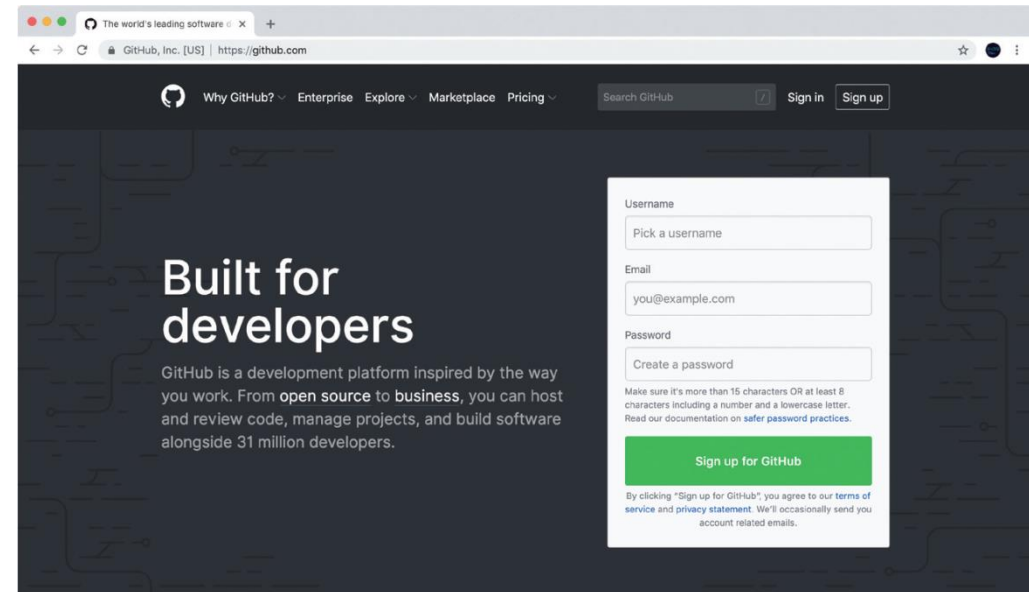 The world's leading software d
GitHub, Inc. [US] | https://github.com
Why GitHub? Enterprise Explore Marketplace Pricing Search GitHub / Sign in Sign up
Built for
developers
GitHub is a development platform inspired by the way
you work. From open source to business, you can host
and review code, manage projects, and build software
alongside 31 million developers.
Username
Pick a username
Email
you@example.com
Password
Create a password
Make sure it's more than 15 characters OR at least 8
characters including a number and a lowercase letter.
Read our documentation on safer password practices.
Sign up for GitHub
By clicking "Sign up for GitHub", you agree to our terms of
service and privacy statement. We'll occasionally send you
account related emails.